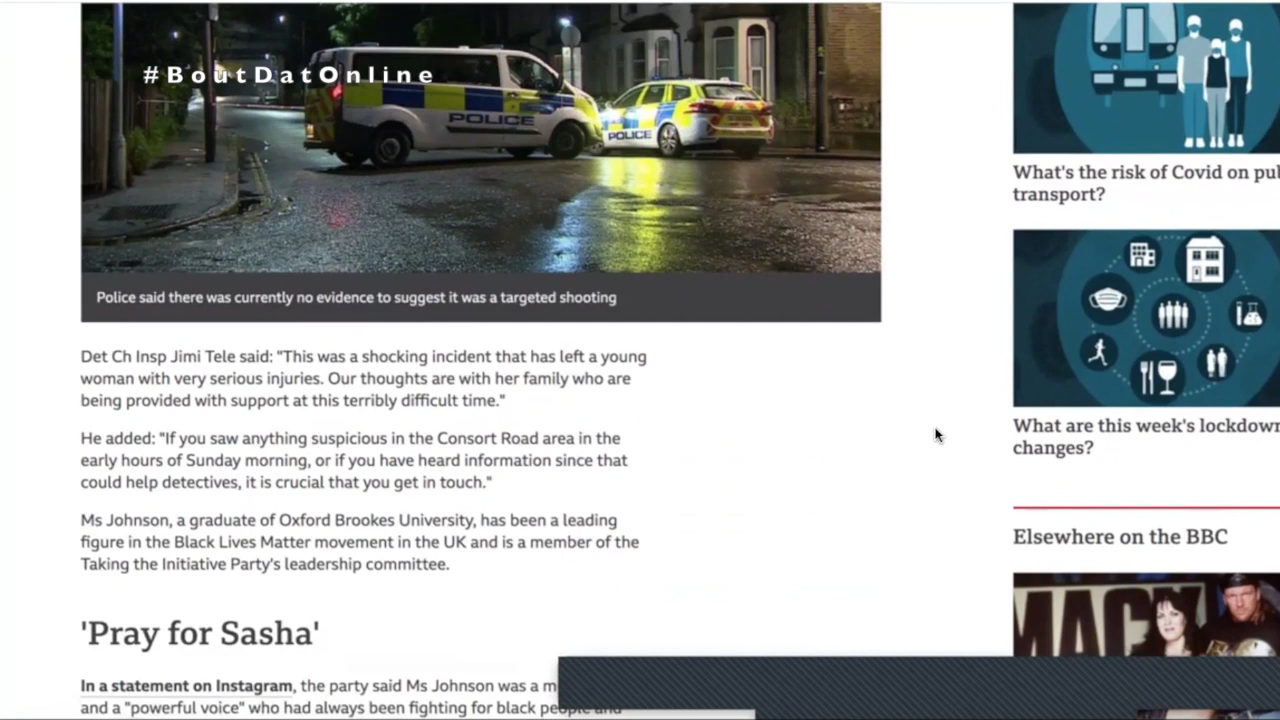 #BoutDatOnline
POLICE
POLICE
Police said there was currently no evidence to suggest it was a targeted shooting
Det Ch Insp Jimi Tele said: "This was a shocking incident that has left a young
woman with very serious injuries. Our thoughts are with her family who are
being provided with support at this terribly difficult time."
He added: "If you saw anything suspicious in the Consort Road area in the
early hours of Sunday morning, or if you have heard information since that
could help detectives, it is crucial that you get in touch."
Ms Johnson, a graduate of Oxford Brookes University, has been a leading
figure in the Black Lives Matter movement in the UK and is a member of the
Taking the Initiative Party's leadership committee.
'Pray for Sasha'
In a statement on Instagram, the party said Ms Johnson was a
and a "powerful voice" who had always been fighting for black people and
What's the risk of Covid on
transport?
What are this week's lockdown
changes?
Elsewhere on the BBC